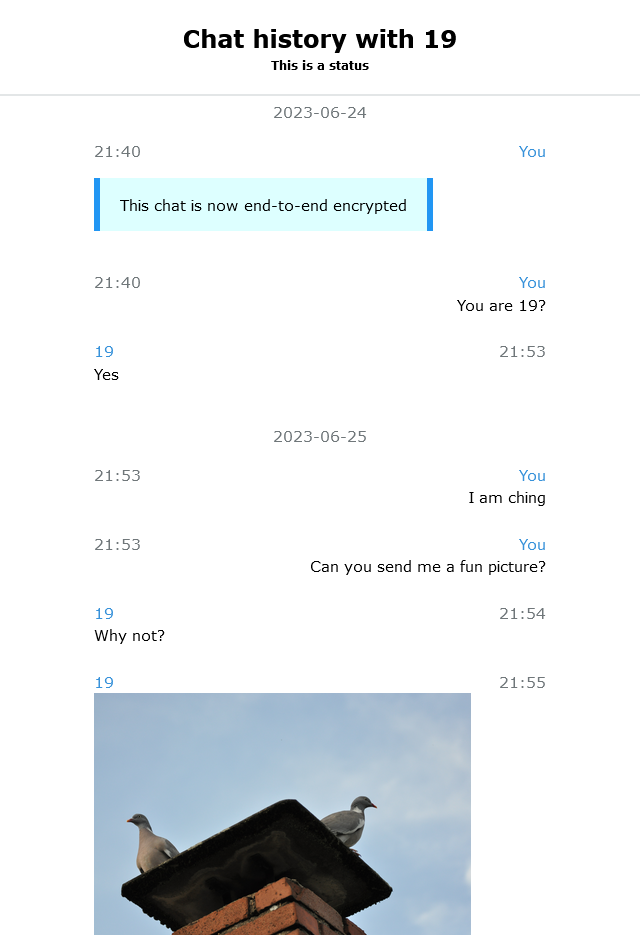 Chat history with 19
This is a status
2023-06-24
21:40 You
This chat is now end-to-end encrypted
21:40 You
You are 19?
19 21:53
Yes
2023-06-25
21:53 You
I am ching
21:53 You
Can you send me a fun picture?
19 21:54
Why not?
19 21:55